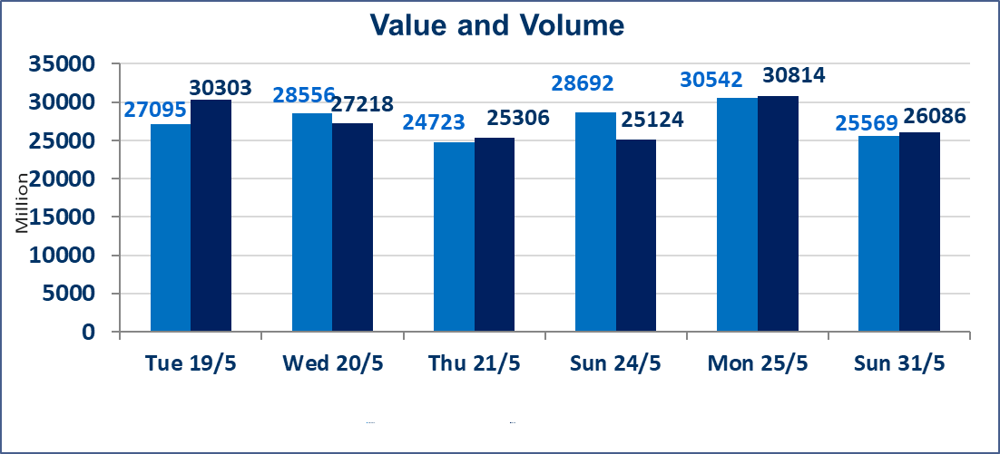 Value and Volume
35000
30000
25000
20000
15000
10000
5000
0
Million
27095
30303
28556
27218
24723
25306
28692
25124
30542
30814
25569
26086
Tue 19/5
Wed 20/5
Thu 21/5
Sun 24/5
Mon 25/5
Sun 31/5